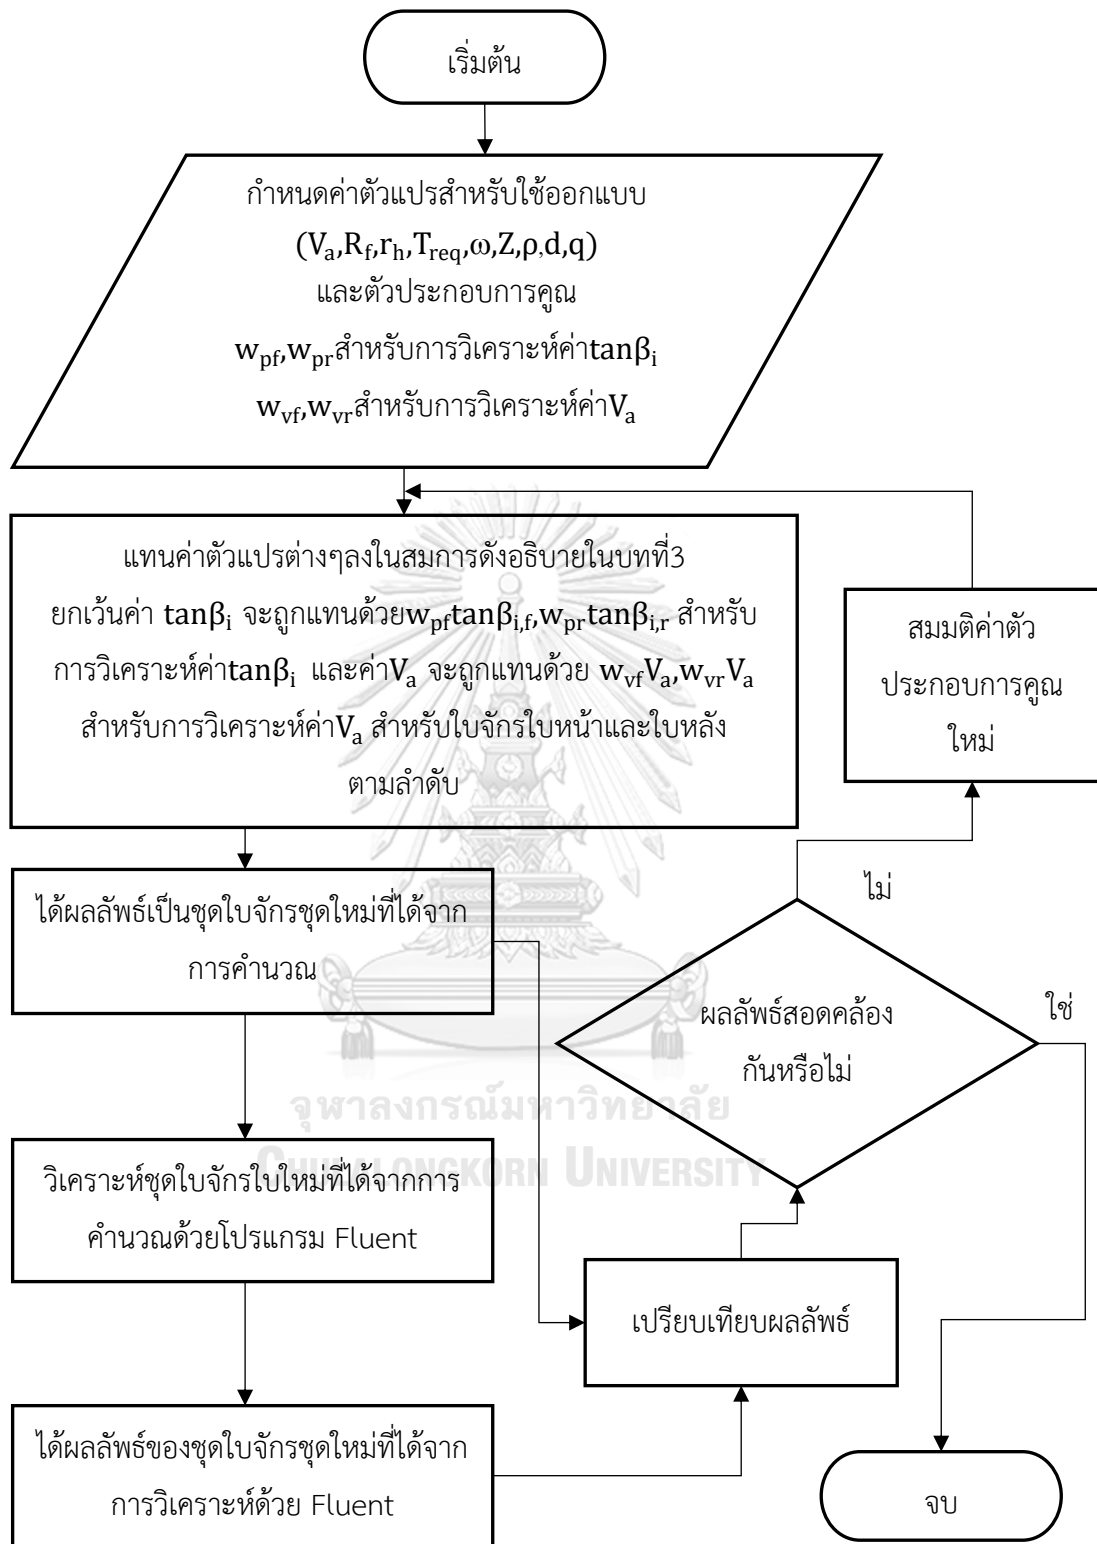 เริ่มต้น
กำหนดค่าตัวแปรสำหรับใช้ออกแบบ
(Vₐ,R_f,r_h,T_req,ω,Z,ρ,d,q)
และตัวประกอบการคูณ
w_pf,w_prสำหรับการวิเคราะห์ค่าtanβᵢ
w_vf,w_vrสำหรับการวิเคราะห์ค่าVₐ
แทนค่าตัวแปรต่างๆลงในสมการดังอธิบายในบทที่3
ยกเว้นค่า tanβᵢ จะถูกแทนด้วยw_pftanβ_i,f,w_prtanβ_i,r สำหรับ
การวิเคราะห์ค่าtanβᵢ และค่าVₐ จะถูกแทนด้วย w_vfVₐ,w_vrVₐ
สำหรับการวิเคราะห์ค่าVₐ สำหรับใบจักรใบหน้าและใบหลัง
ตามลำดับ
สมมติค่าตัว
ประกอบการคูณ
ใหม่
ได้ผลลัพธ์เป็นชุดใบจักรชุดใหม่ที่ได้จาก
การคำนวณ
ไม่
ผลลัพธ์สอดคล้อง
กันหรือไม่
ใช่
จุฬาลงกรณ์มหาวิทยาลัย
CHULALONGKORN UNIVERSITY
วิเคราะห์ชุดใบจักรใบใหม่ที่ได้จากการ
คำนวณด้วยโปรแกรม Fluent
เปรียบเทียบผลลัพธ์
ได้ผลลัพธ์ของชุดใบจักรชุดใหม่ที่ได้จาก
การวิเคราะห์ด้วย Fluent
จบ